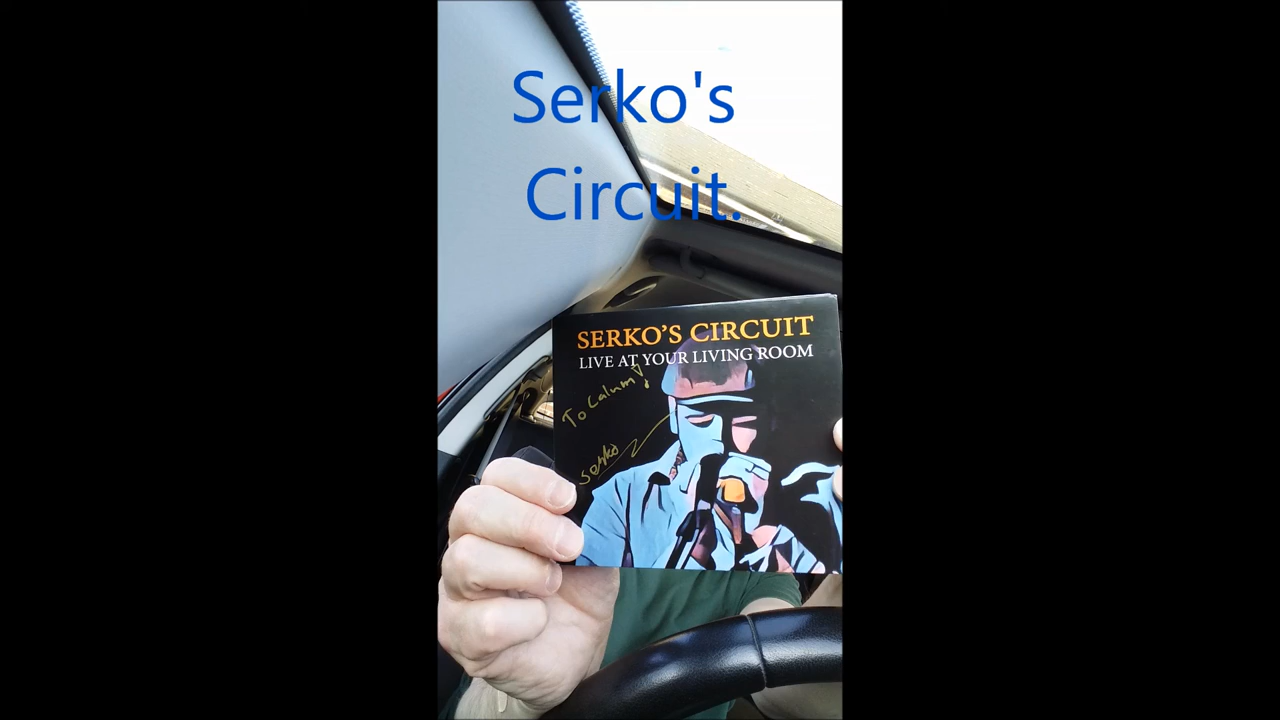 Serko's
Circuit.
SERKO'S CIRCUIT
LIVE AT YOUR LIVING ROOM
To Calum!
Serko